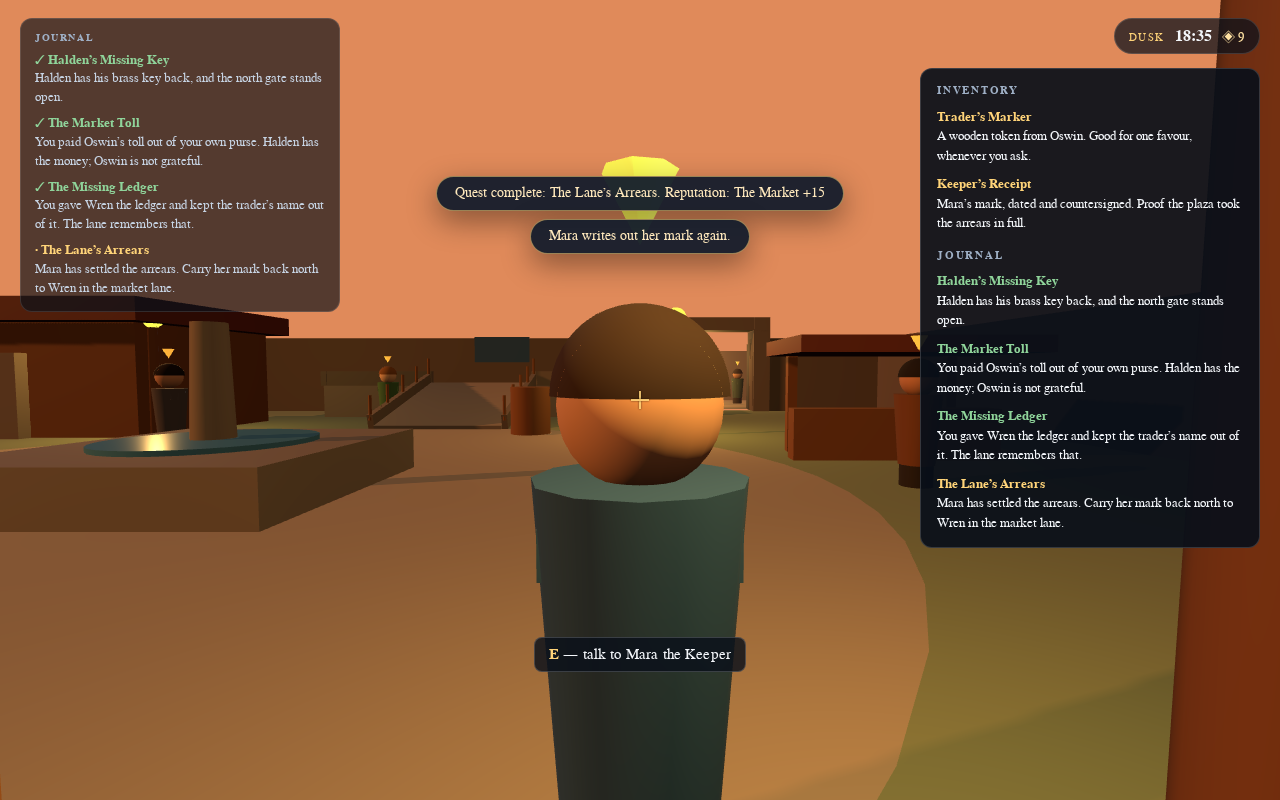 JOURNAL
✓ Halden's Missing Key
Halden has his brass key back, and the north gate stands
open.
✓ The Market Toll
You paid Oswin's toll out of your own purse. Halden has
the money; Oswin is not grateful.
✓ The Missing Ledger
You gave Wren the ledger and kept the trader's name out
of it. The lane remembers that.
· The Lane's Arrears
Mara has settled the arrears. Carry her mark back north
to Wren in the market lane.
Quest complete: The Lane's Arrears. Reputation: The Market +15
Mara writes out her mark again.
E — talk to Mara the Keeper
DUSK 18:35 ◈ 9
INVENTORY
Trader's Marker
A wooden token from Oswin. Good for one favour,
whenever you ask.
Keeper's Receipt
Mara's mark, dated and countersigned. Proof the plaza took
the arrears in full.
JOURNAL
Halden's Missing Key
Halden has his brass key back, and the north gate stands
open.
The Market Toll
You paid Oswin's toll out of your own purse. Halden has the
money; Oswin is not grateful.
The Missing Ledger
You gave Wren the ledger and kept the trader's name out of
it. The lane remembers that.
The Lane's Arrears
Mara has settled the arrears. Carry her mark back north to
Wren in the market lane.